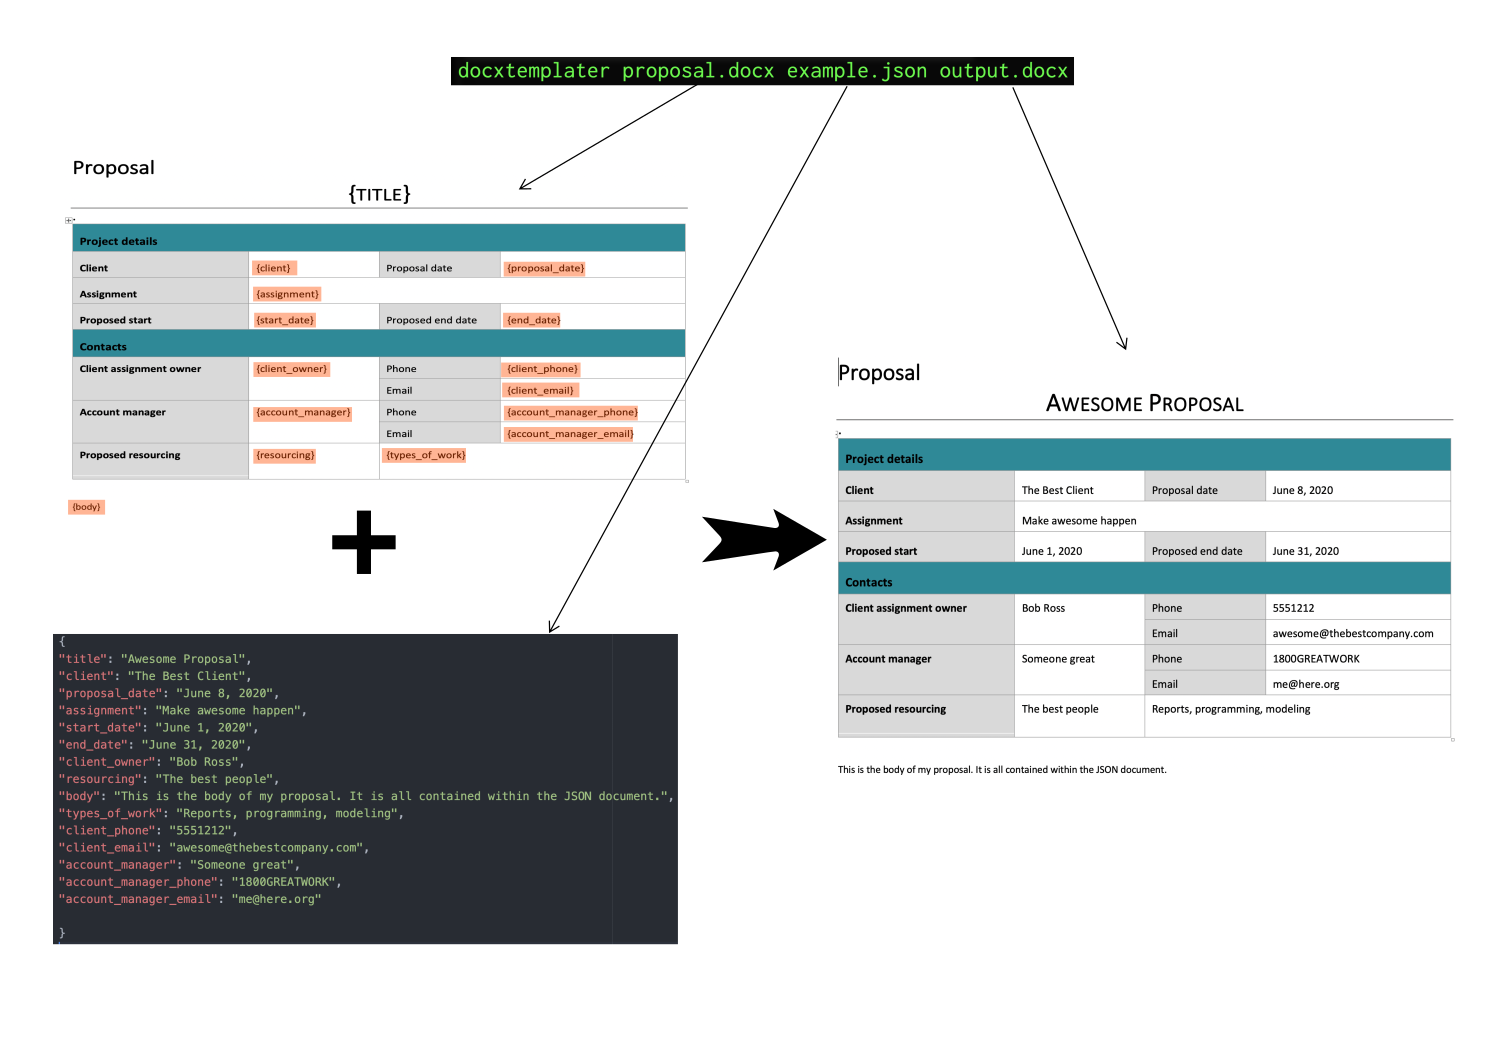 docxtemplater proposal.docx example.json output.docx
Proposal
{TITLE}
Project details
Client {client} Proposal date {proposal_date}
Assignment {assignment}
Proposed start {start_date} Proposed end date {end_date}
Contacts
Client assignment owner {client_owner} Phone {client_phone}
Email {client_email}
Account manager {account_manager} Phone {account_manager_phone}
Email {account_manager_email}
Proposed resourcing {resourcing} {types_of_work}
{body}
{
"title": "Awesome Proposal",
"client": "The Best Client",
"proposal_date": "June 8, 2020",
"assignment": "Make awesome happen",
"start_date": "June 1, 2020",
"end_date": "June 31, 2020",
"client_owner": "Bob Ross",
"resourcing": "The best people",
"body": "This is the body of my proposal. It is all contained within the JSON document.",
"types_of_work": "Reports, programming, modeling",
"client_phone": "5551212",
"client_email": "awesome@thebestcompany.com",
"account_manager": "Someone great",
"account_manager_phone": "1800GREATWORK",
"account_manager_email": "me@here.org"
}
Proposal
AWESOME PROPOSAL
Project details
Client The Best Client Proposal date June 8, 2020
Assignment Make awesome happen
Proposed start June 1, 2020 Proposed end date June 31, 2020
Contacts
Client assignment owner Bob Ross Phone 5551212
Email awesome@thebestcompany.com
Account manager Someone great Phone 1800GREATWORK
Email me@here.org
Proposed resourcing The best people Reports, programming, modeling
This is the body of my proposal. It is all contained within the JSON document.